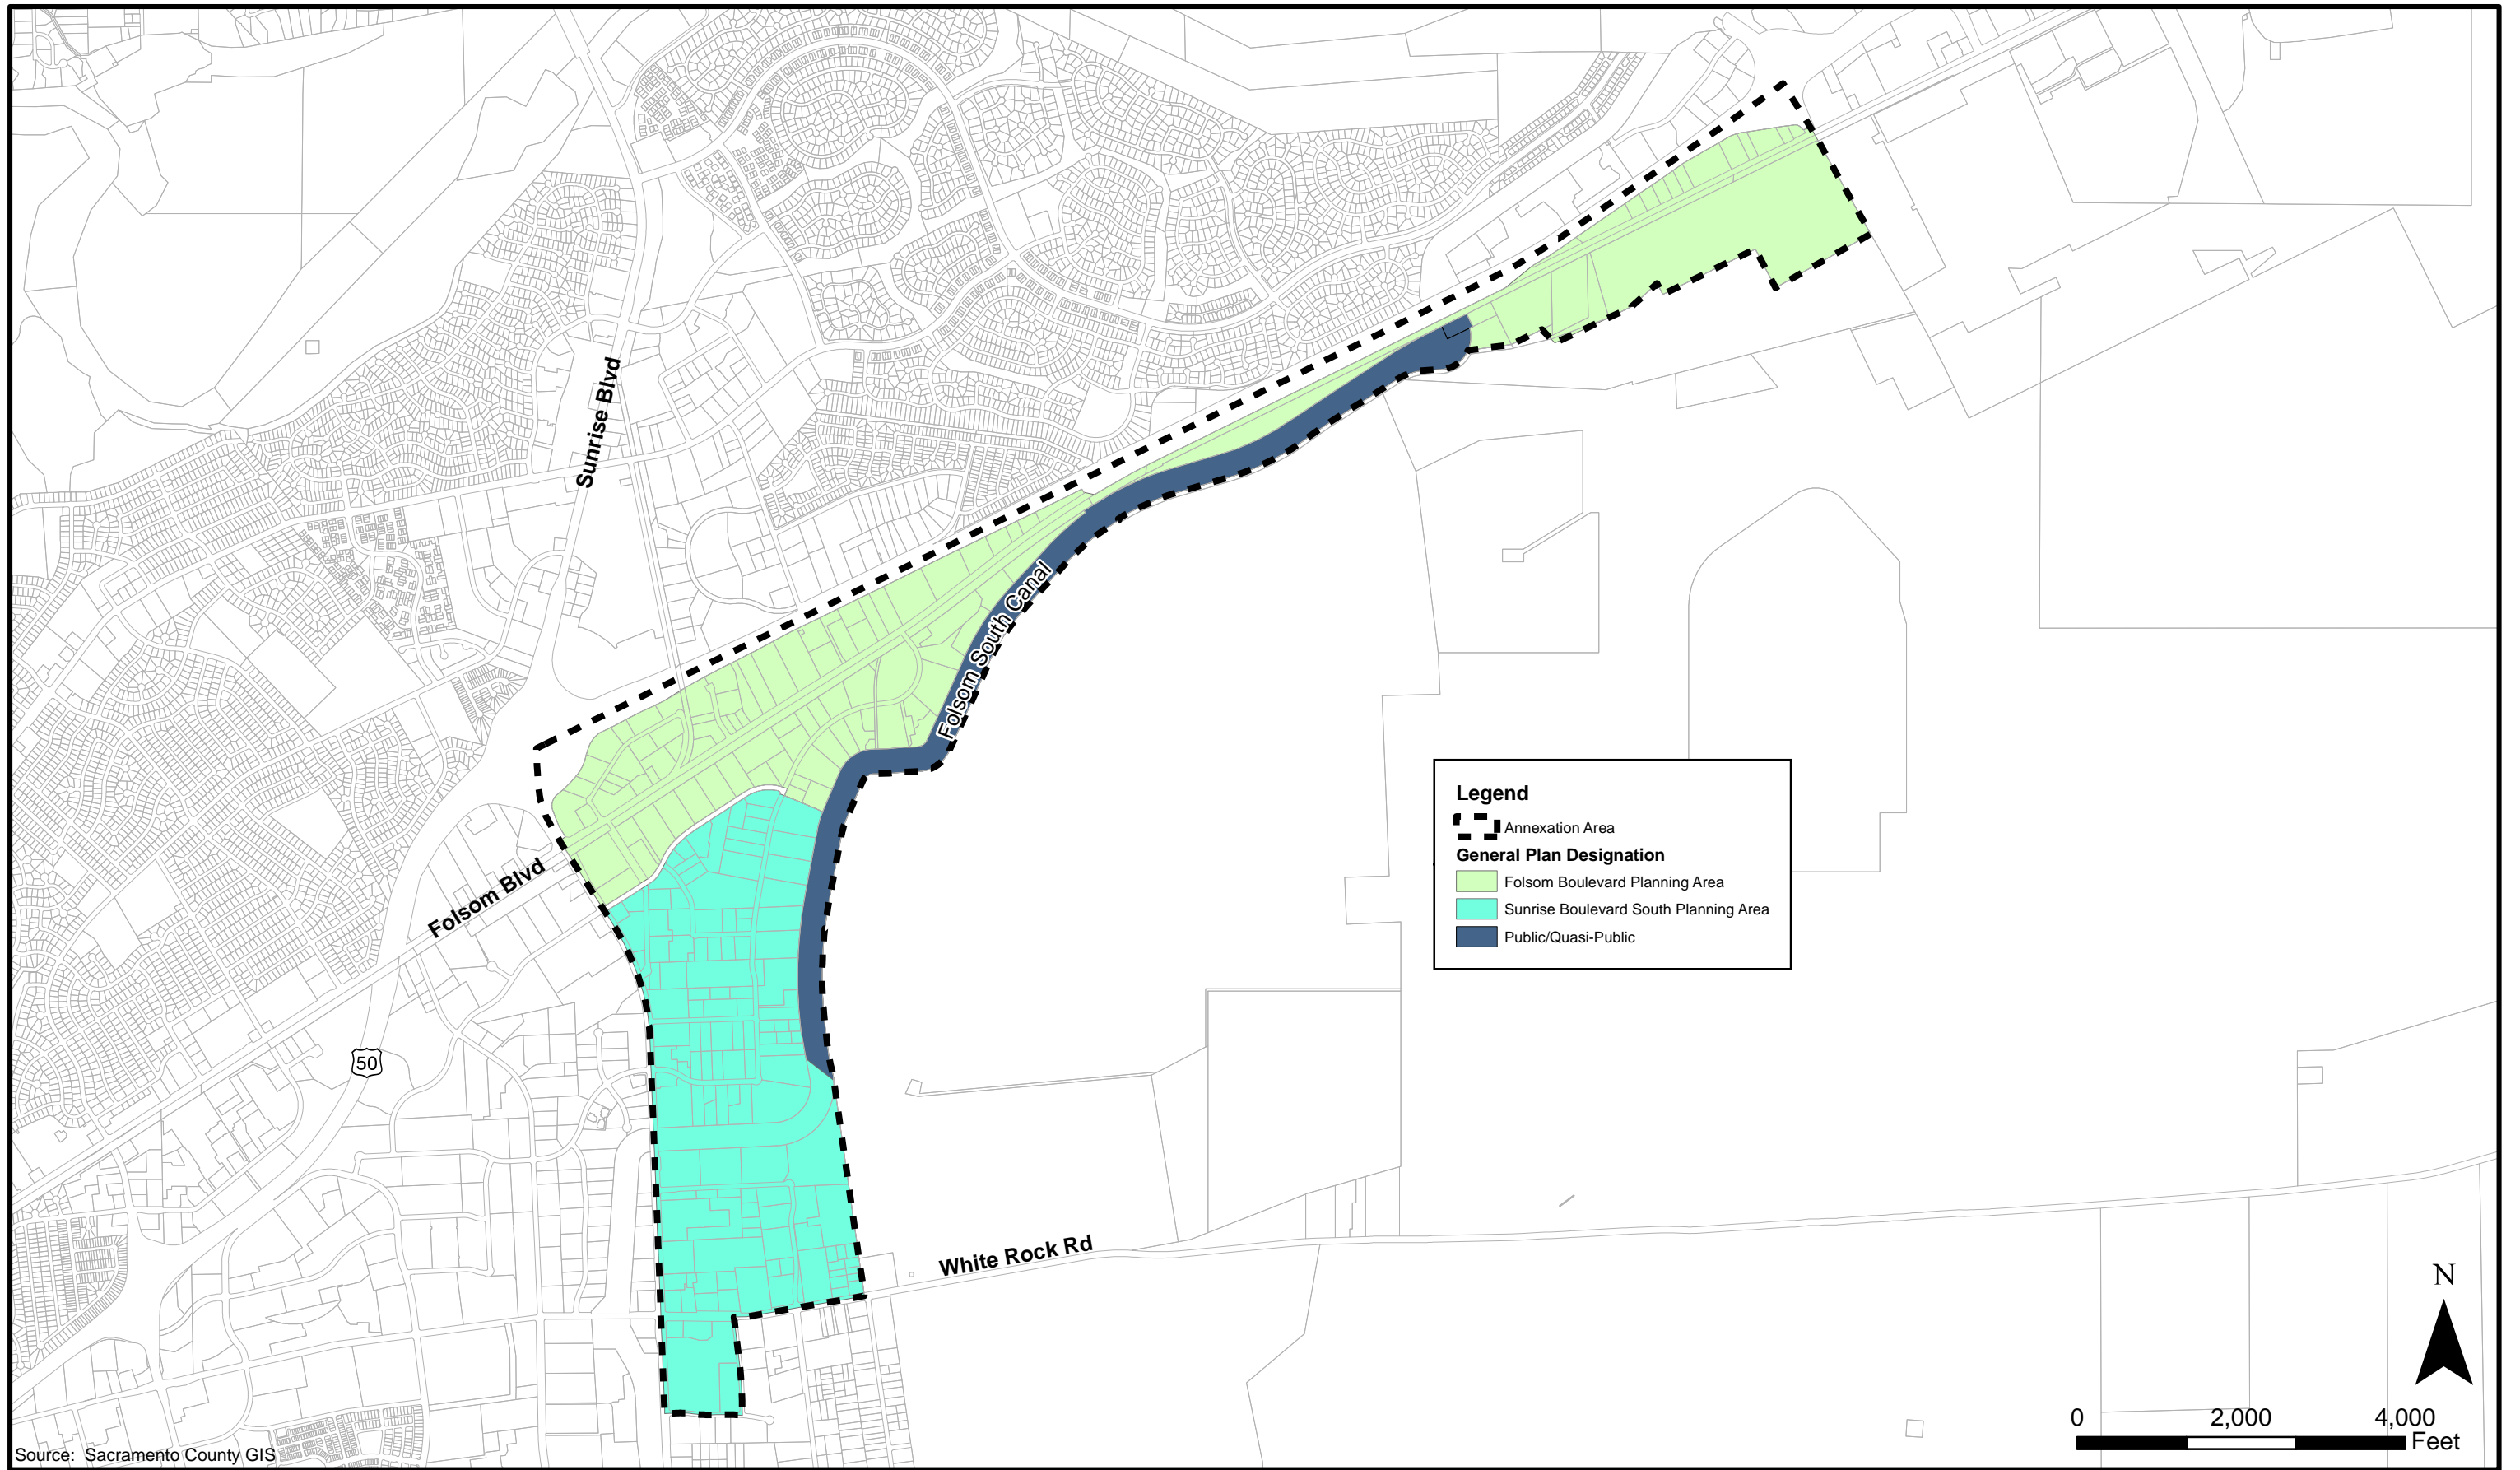 Sunrise Blvd
Folsom South Canal
Folsom Blvd
50
White Rock Rd
Legend
Annexation Area
General Plan Designation
Folsom Boulevard Planning Area
Sunrise Boulevard South Planning Area
Public/Quasi-Public
N
0 2,000 4,000
Feet
Source: Sacramento County GIS